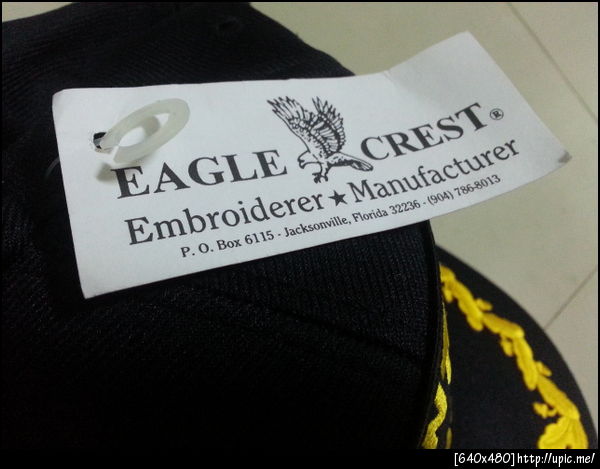 EAGLE CREST®
Embroiderer ★ Manufacturer
P. O. Box 6115 - Jacksonville, Florida 32236 - (904) 786-8013
[640x480]http://upic.me/